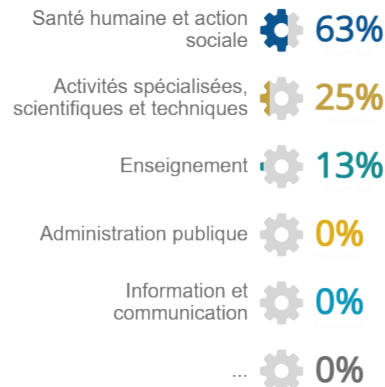 Santé humaine et action
sociale
63%
Activités spécialisées,
scientifiques et techniques
25%
Enseignement
13%
Administration publique
0%
Information et
communication
0%
...
0%